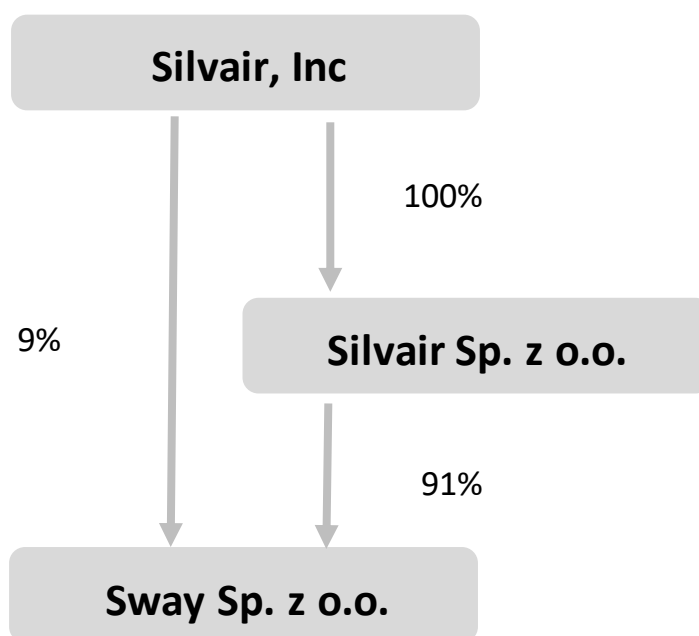 Silvair, Inc
100%
9%
Silvair Sp. z o.o.
91%
Sway Sp. z o.o.